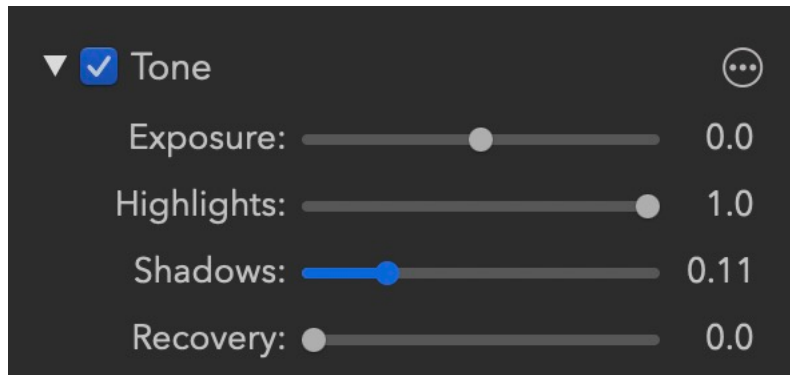 Tone
Exposure: 0.0
Highlights: 1.0
Shadows: 0.11
Recovery: 0.0